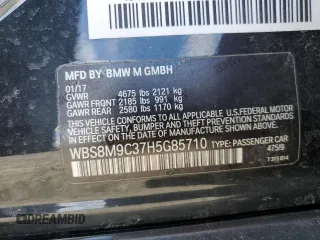 MFD BY: BMW M GMBH
01/17
GVWR 4675 lbs 2121 kg
GAWR FRONT 2185 lbs 991 kg
GAWR REAR 2580 lbs 1170 kg
THIS VEHICLE CONFORMS TO ALL APPLICABLE FEDERAL
MOTOR VEHICLE SAFETY, BUMPER, AND THEFT PREVENTION
STANDARDS IN EFFECT ON THE DATE OF
MANUFACTURE SHOWN ABOVE.
WBS8M9C37H5G85710 TYPE: PASSENGER CAR
475/9
© CarsBidHistory